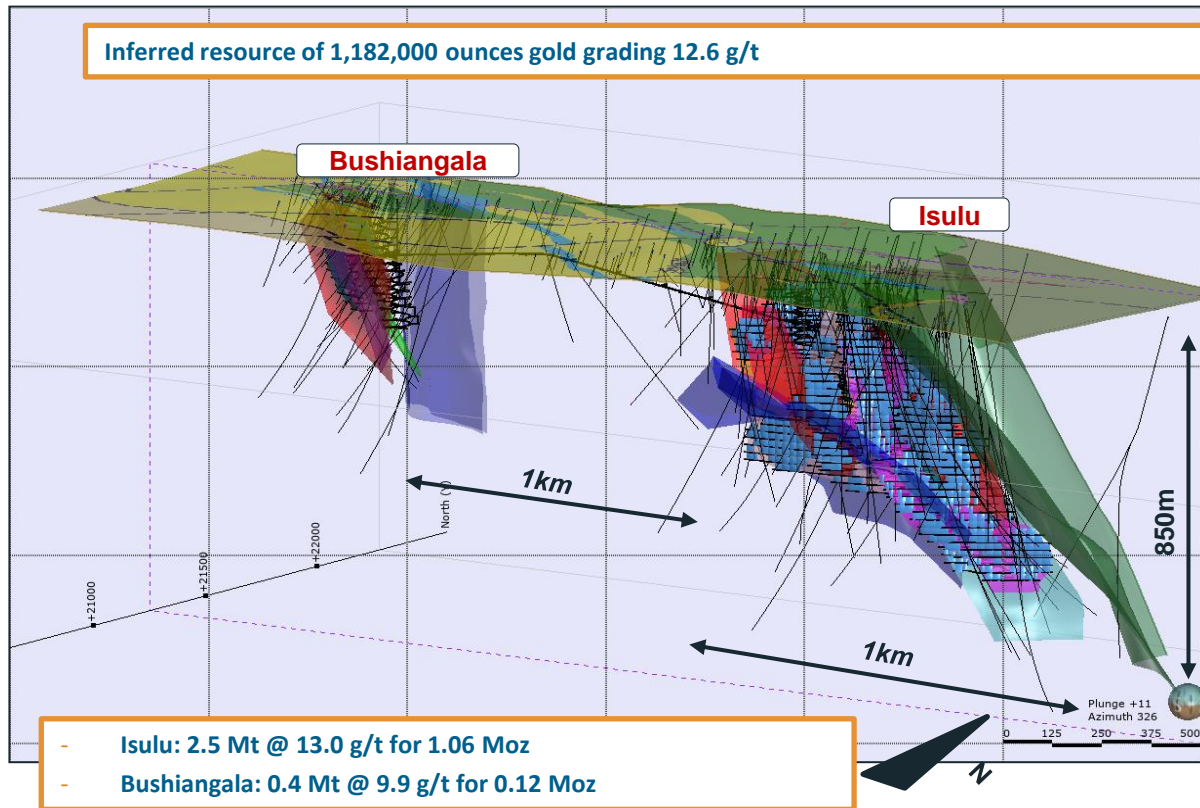 Inferred resource of 1,182,000 ounces gold grading 12.6 g/t
Bushiangala
Isulu
1km
850m
North (Y)
+22000
+21500
+21000
1km
Plunge +11
Azimuth 326
0 125 250 375 500
N
- Isulu: 2.5 Mt @ 13.0 g/t for 1.06 Moz
- Bushiangala: 0.4 Mt @ 9.9 g/t for 0.12 Moz